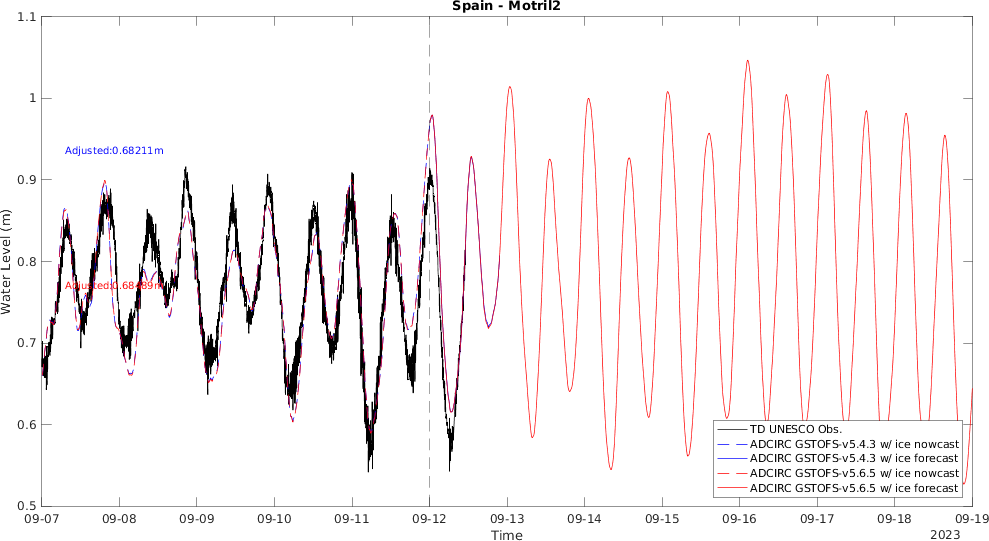 Spain - Motril2
1.1
1
0.9
0.8
0.7
0.6
0.5
Water Level (m)
Adjusted:0.68211m
TD UNESCO Obs.
ADCIRC GSTOFS-v5.4.3 w/ ice nowcast
ADCIRC GSTOFS-v5.4.3 w/ ice forecast
ADCIRC GSTOFS-v5.6.5 w/ ice nowcast
ADCIRC GSTOFS-v5.6.5 w/ ice forecast
09-07 09-08 09-09 09-10 09-11 09-12 09-13 09-14 09-15 09-16 09-17 09-18 09-19
Time
2023